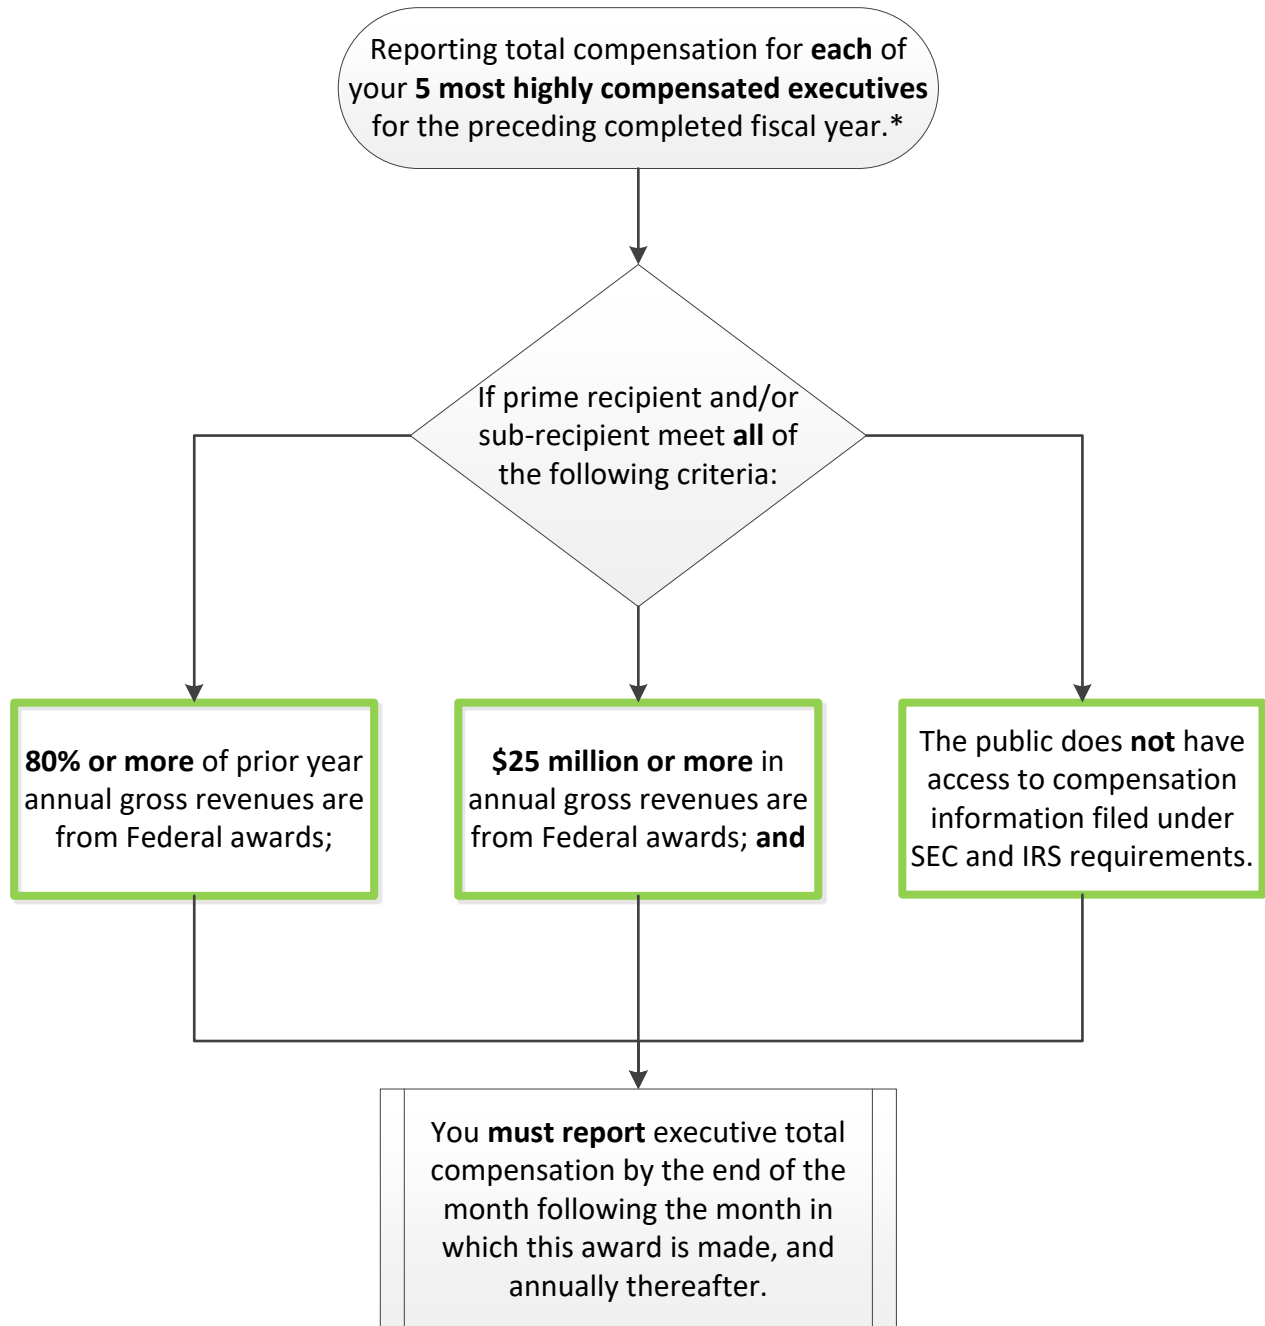 Reporting total compensation for each of
your 5 most highly compensated executives
for the preceding completed fiscal year.*
If prime recipient and/or
sub-recipient meet all of
the following criteria:
80% or more of prior year
annual gross revenues are
from Federal awards;
$25 million or more in
annual gross revenues are
from Federal awards; and
The public does not have
access to compensation
information filed under
SEC and IRS requirements.
You must report executive total
compensation by the end of the
month following the month in
which this award is made, and
annually thereafter.